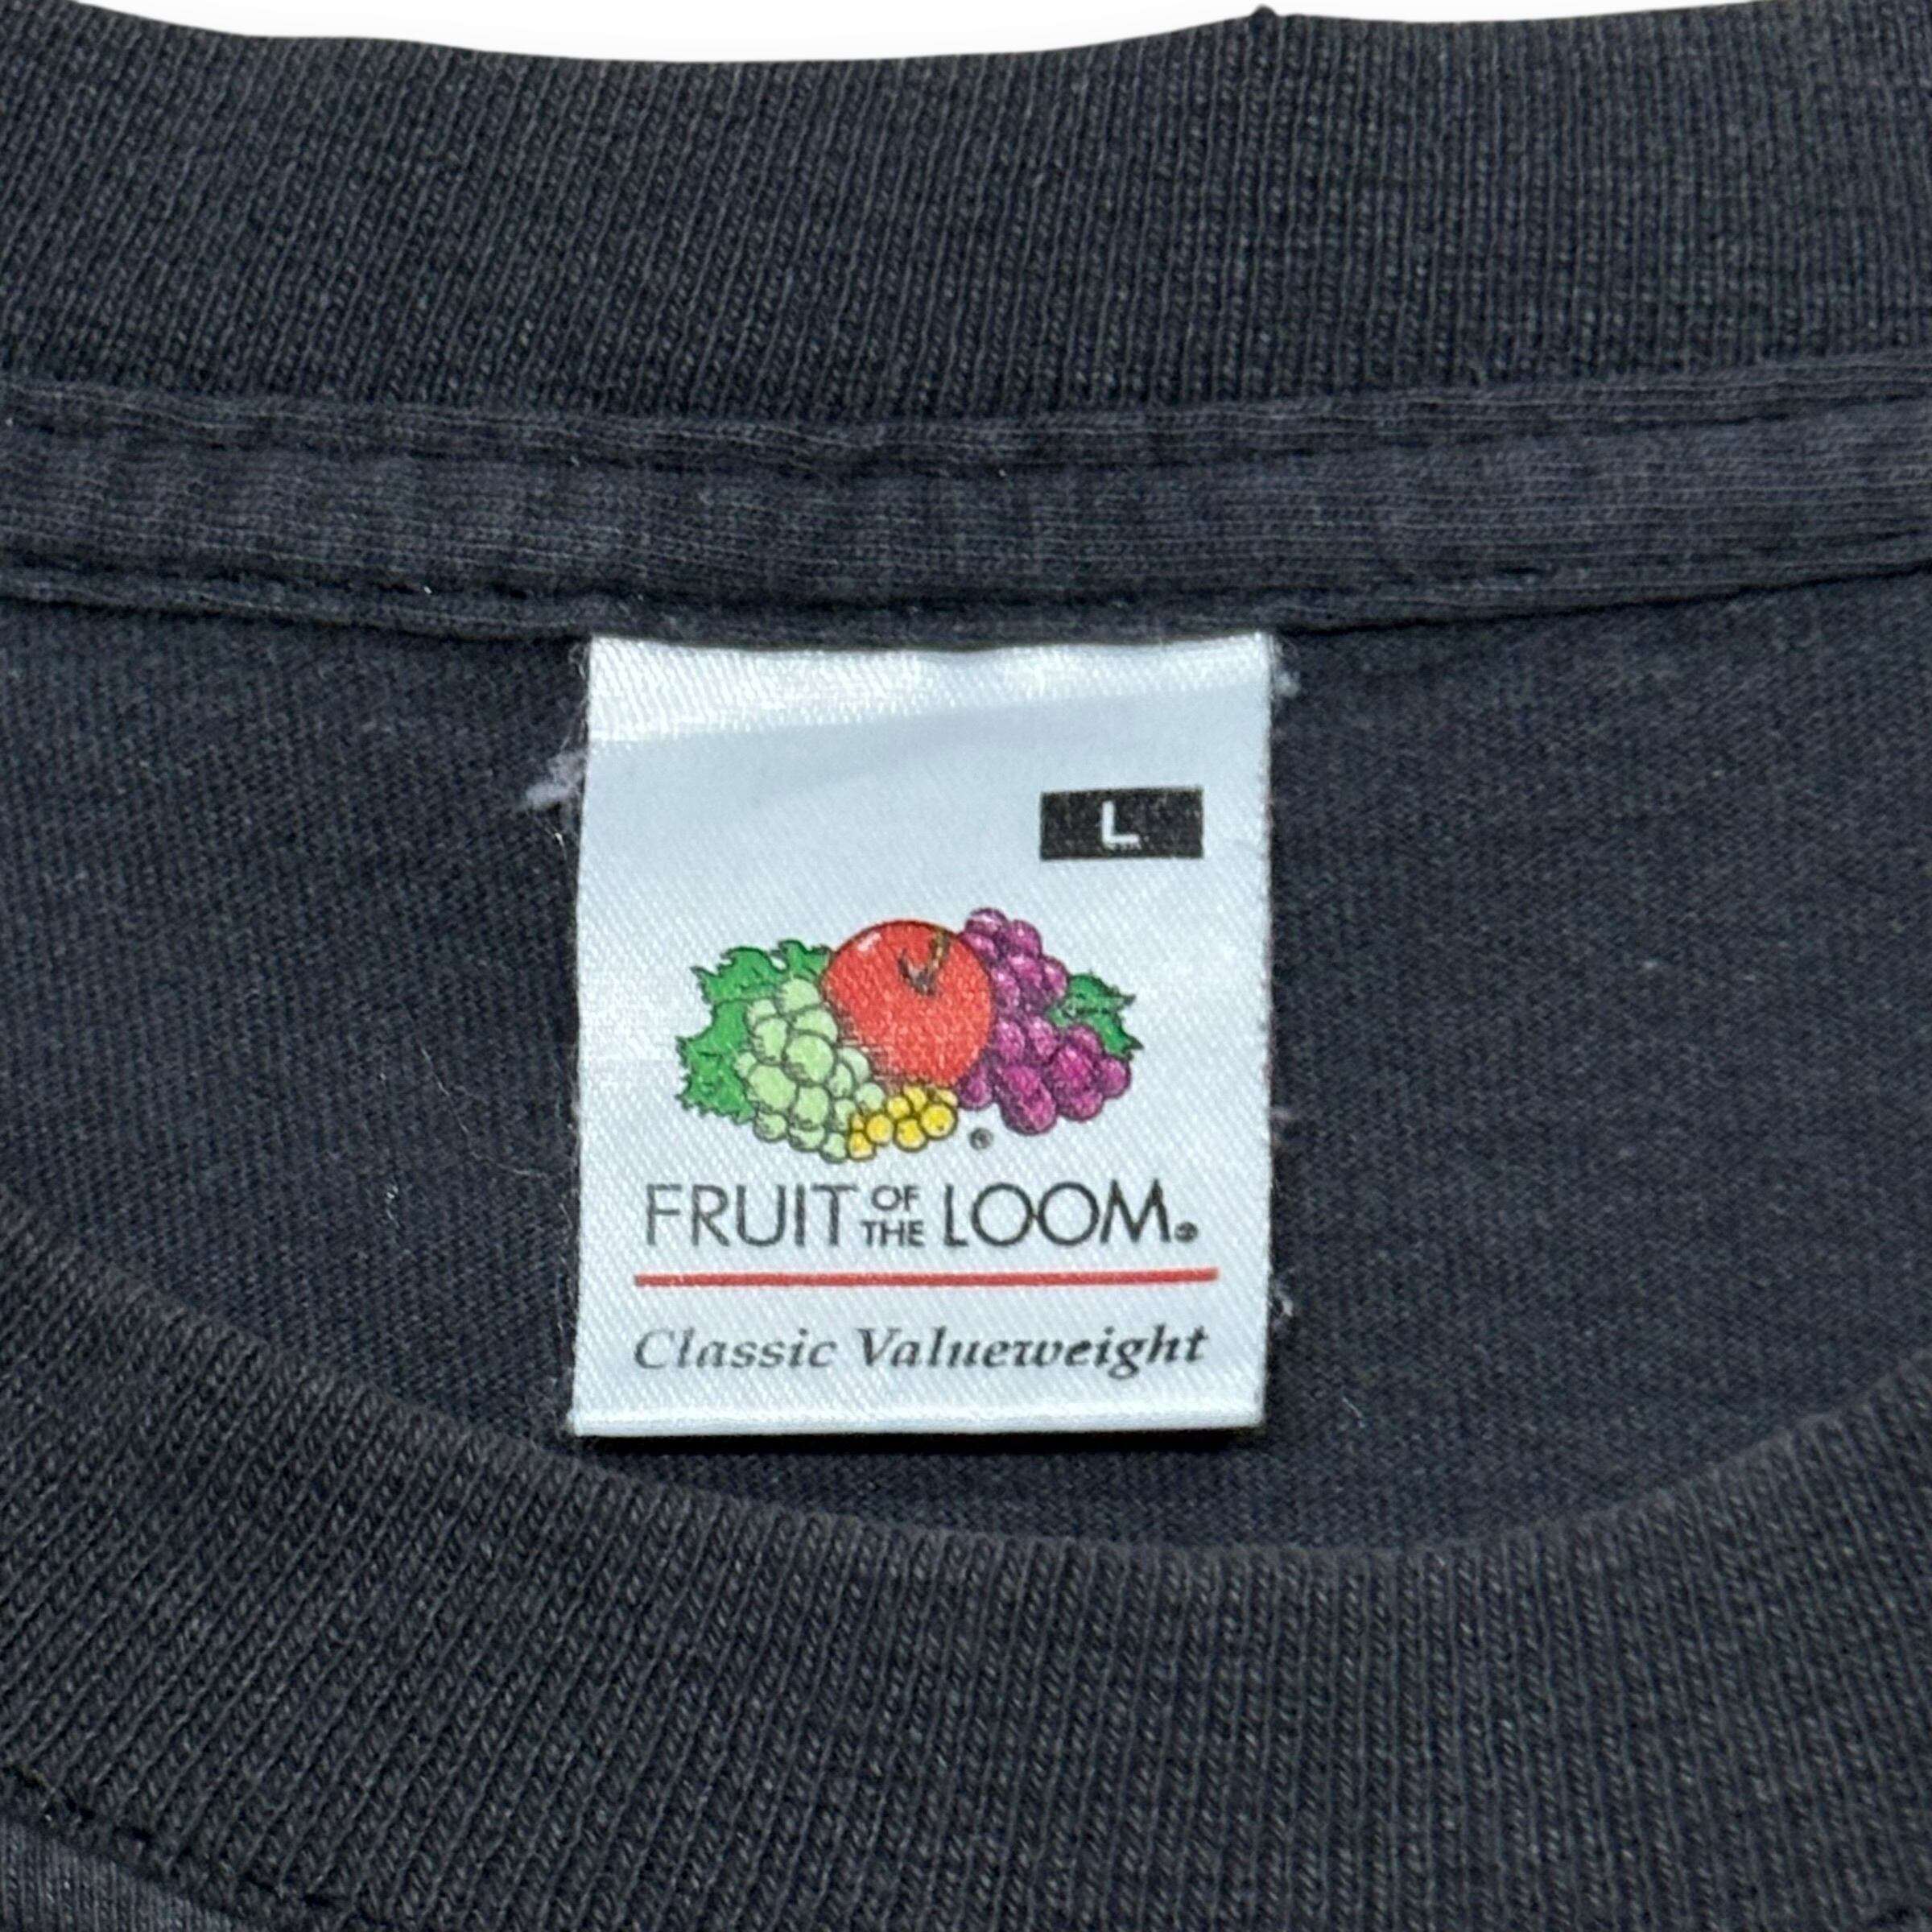 L
®
FRUIT OF THE LOOM®
Classic Valueweight